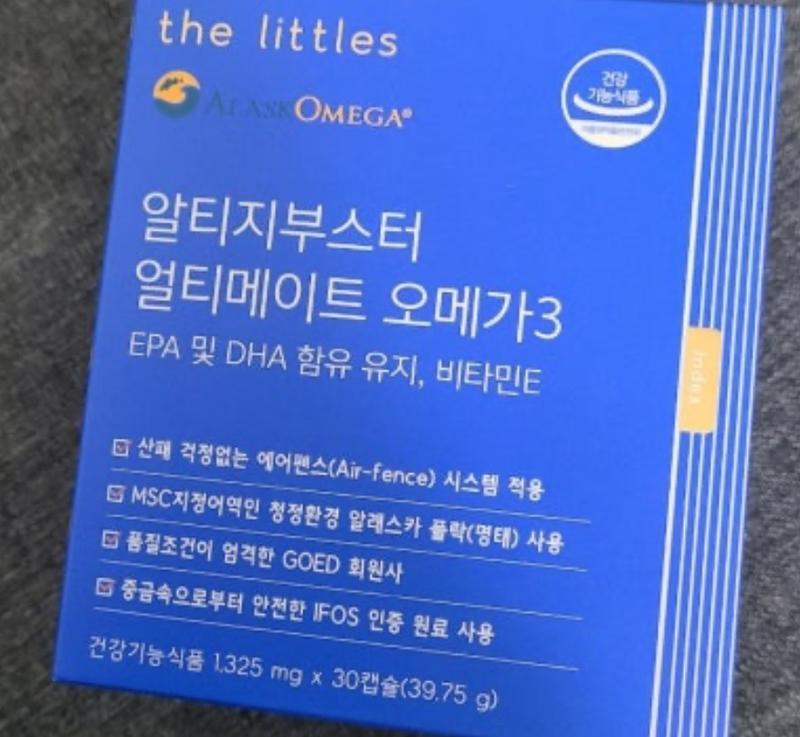 the littles
ALASKOMEGA®
건강
기능식품
알티지부스터
얼티메이트 오메가3
EPA 및 DHA 함유 유지, 비타민E
index
산패 걱정없는 에어펜스(Air-fence) 시스템 적용
MSC지정어역인 청정환경 알래스카 폴락(명태) 사용
품질조건이 엄격한 GOED 회원사
중금속으로부터 안전한 IFOS 인증 원료 사용
건강기능식품 1,325 mg x 30캡슐(39.75 g)